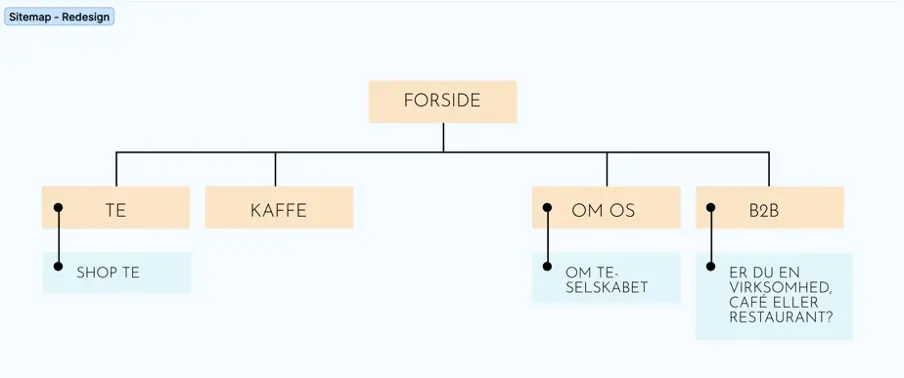 Sitemap - Redesign
FORSIDE
TE
KAFFE
OM OS
B2B
SHOP TE
OM TE-
SELSKABET
ER DU EN
VIRKSOMHED,
CAFÉ ELLER
RESTAURANT?